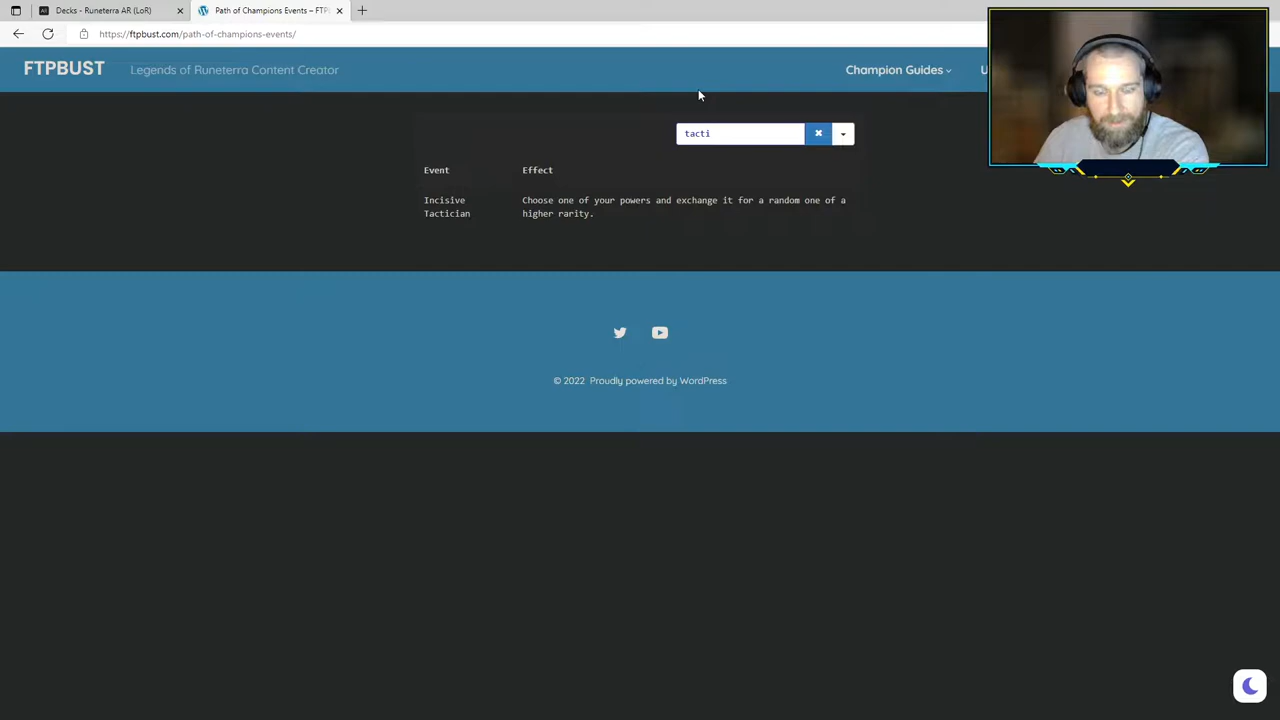 Decks - Runeterra AR (LoR)
Path of Champions Events – FTPB
https://ftpbust.com/path-of-champions-events/
FTPBUST
Legends of Runeterra Content Creator
Champion Guides
U
tacti
Event
Effect
Incisive
Tactician
Choose one of your powers and exchange it for a random one of a
higher rarity.
© 2022 Proudly powered by WordPress